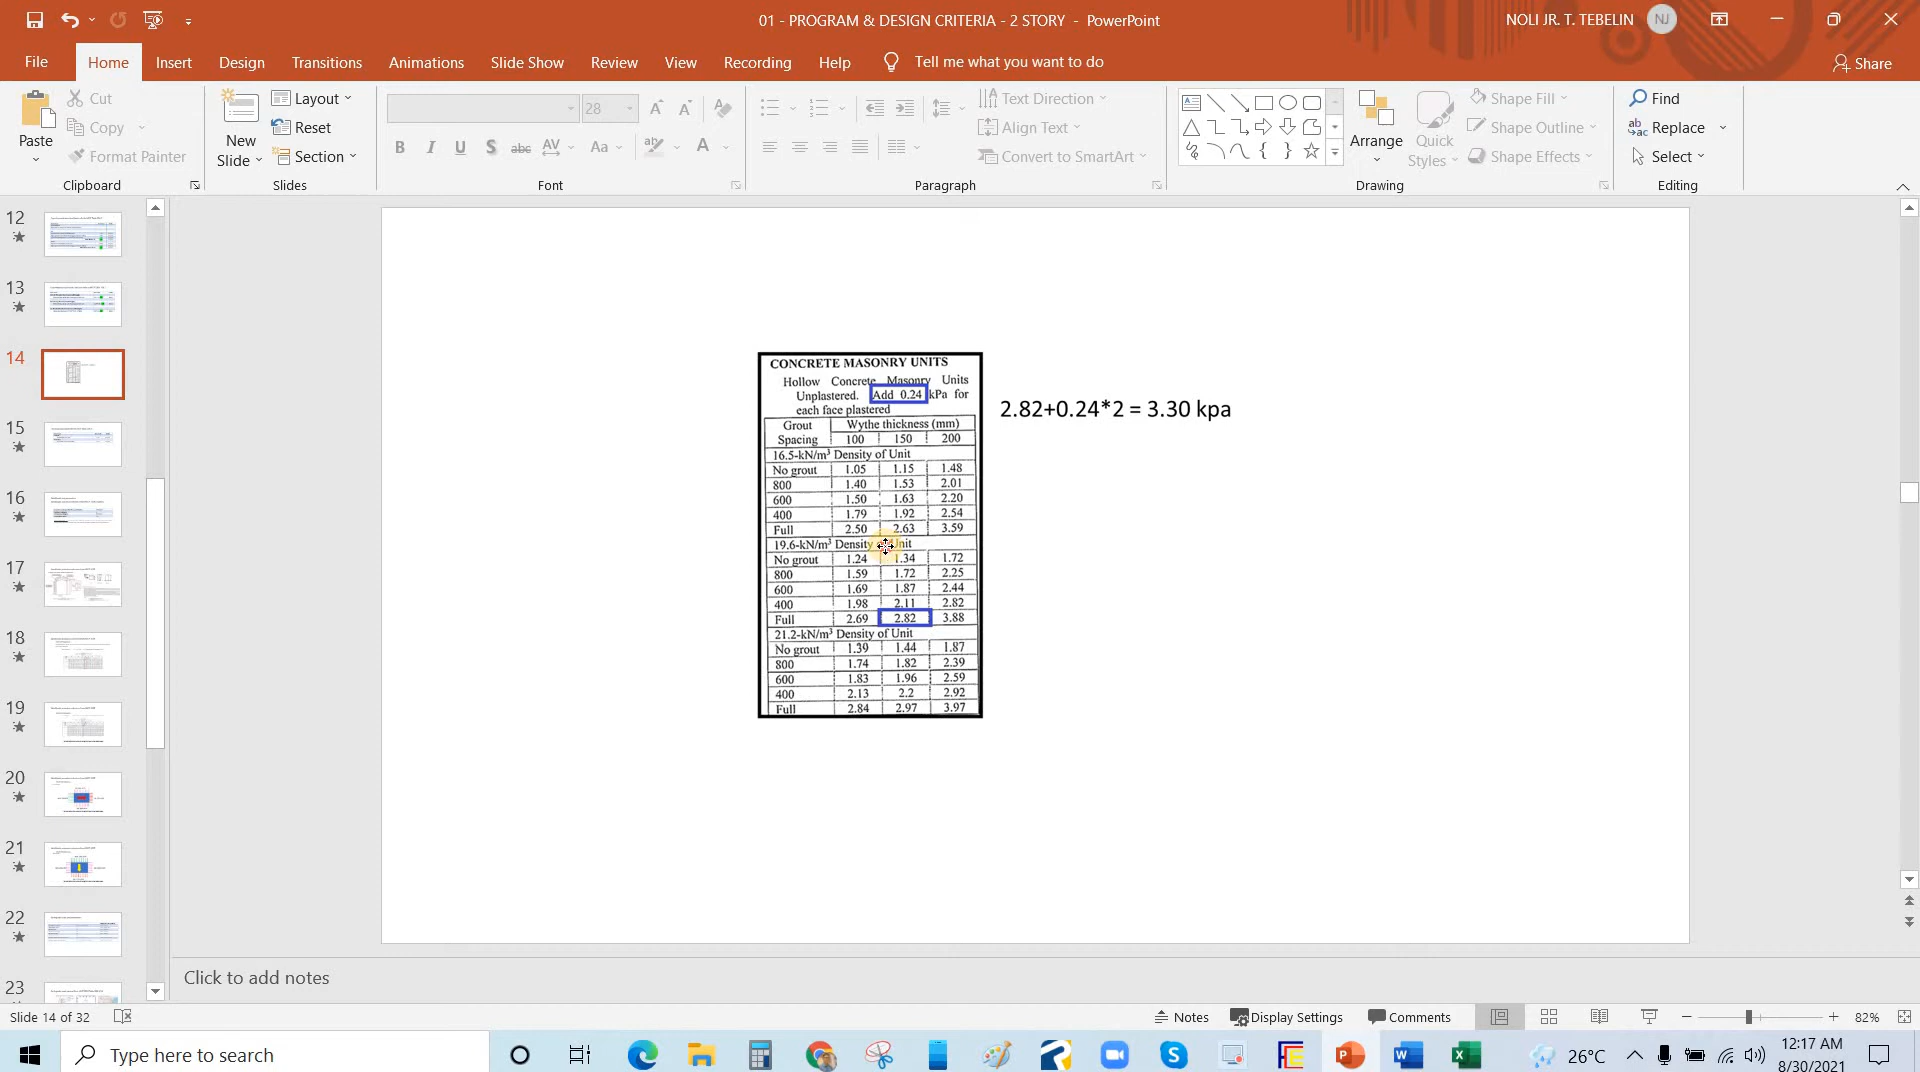 01 - PROGRAM & DESIGN CRITERIA - 2 STORY - PowerPoint
NOLI JR. T. TEBELIN
NJ
File
Home
Insert
Design
Transitions
Animations
Slide Show
Review
View
Recording
Help
Tell me what you want to do
Share
Paste
Cut
Copy
Format Painter
Clipboard
New
Slide
Layout
Reset
Section
Slides
28
Font
Text Direction
Align Text
Convert to SmartArt
Paragraph
Arrange
Quick
Styles
Shape Fill
Shape Outline
Shape Effects
Drawing
Find
Replace
Select
Editing
12
13
14
15
16
17
18
19
20
21
22
23
CONCRETE MASONRY UNITS
Hollow Concrete Masonry Units
Unplastered. Add 0.24 kPa for
each face plastered
Grout Wythe thickness (mm)
Spacing 100 150 200
16.5-kN/m³ Density of Unit
No grout 1.05 1.15 1.48
800 1.40 1.53 2.01
600 1.50 1.63 2.20
400 1.79 1.92 2.54
Full 2.50 2.63 3.59
19.6-kN/m³ Density of Unit
No grout 1.24 1.34 1.72
800 1.59 1.72 2.25
600 1.69 1.87 2.44
400 1.98 2.11 2.82
Full 2.69 2.82 3.88
21.2-kN/m³ Density of Unit
No grout 1.39 1.44 1.87
800 1.74 1.82 2.39
600 1.83 1.96 2.59
400 2.13 2.2 2.92
Full 2.84 2.97 3.97
2.82+0.24*2 = 3.30 kpa
Click to add notes
Slide 14 of 32
Notes
Display Settings
Comments
82%
Type here to search
26°C
12:17 AM
8/30/2021